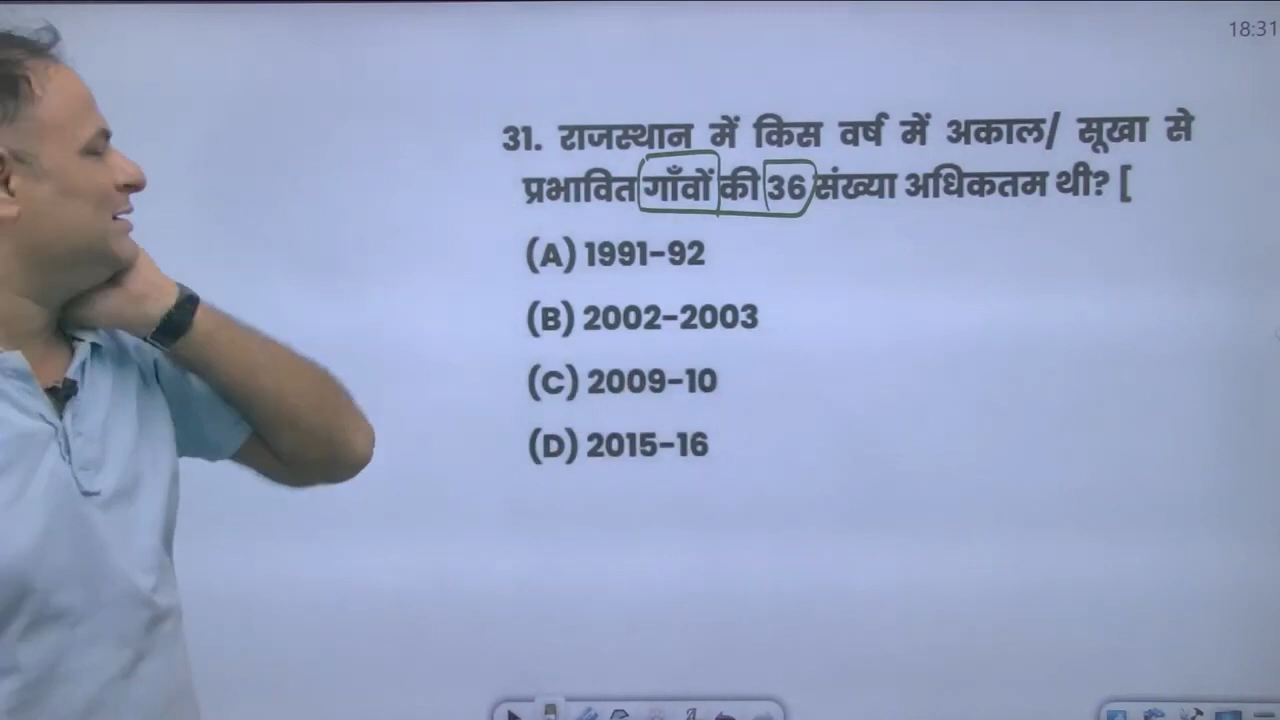 18:31
31. राजस्थान में किस वर्ष में अकाल/ सूखा से
प्रभावित गाँवों की 36 संख्या अधिकतम थी? [
(A) 1991-92
(B) 2002-2003
(C) 2009-10
(D) 2015-16